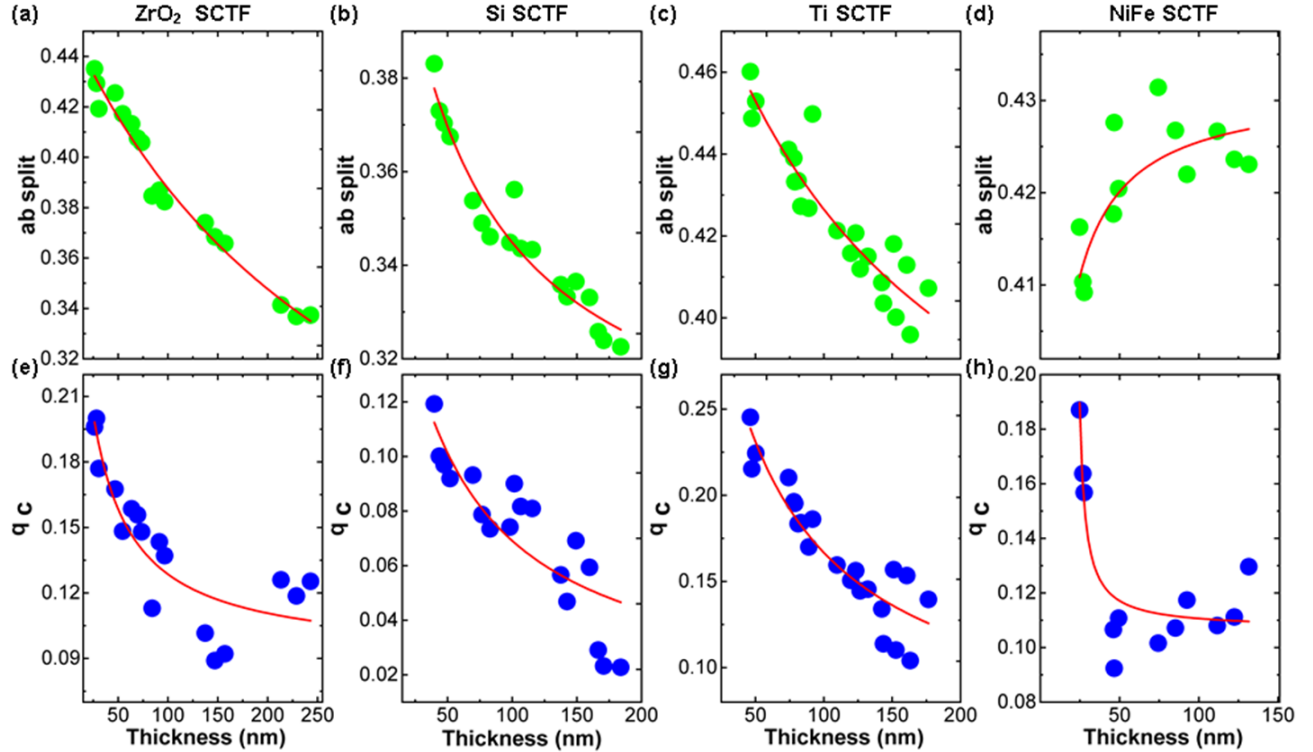 (a) ZrO₂ SCTF (b) Si SCTF (c) Ti SCTF (d) NiFe SCTF
ab split
0.44
0.42
0.40
0.38
0.36
0.34
0.32
ab split
0.38
0.36
0.34
0.32
ab split
0.46
0.44
0.42
0.40
ab split
0.43
0.42
0.41
(e) (f) (g) (h)
q C
0.21
0.18
0.15
0.12
0.09
50 100 150 200 250
Thickness (nm)
q C
0.12
0.10
0.08
0.06
0.04
0.02
50 100 150 200
Thickness (nm)
q C
0.25
0.20
0.15
0.10
50 100 150 200
Thickness (nm)
q C
0.20
0.18
0.16
0.14
0.12
0.10
0.08
50 100 150
Thickness (nm)